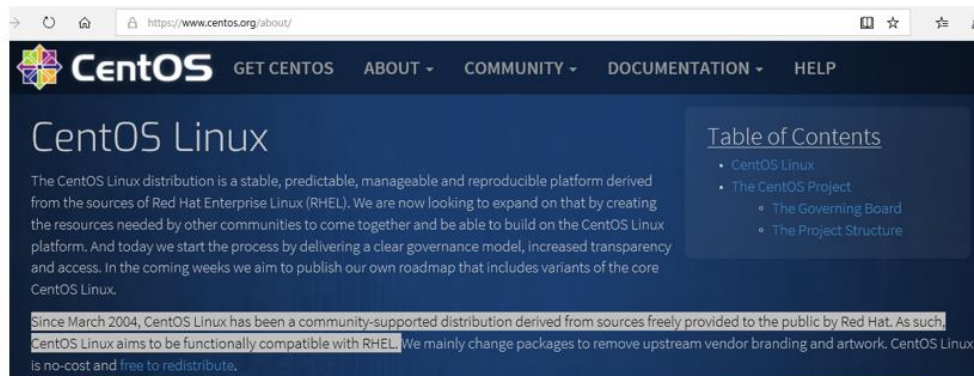 https://www.centos.org/about/
CentOS GET CENTOS ABOUT COMMUNITY DOCUMENTATION HELP
CentOS Linux
The CentOS Linux distribution is a stable, predictable, manageable and reproducible platform derived
from the sources of Red Hat Enterprise Linux (RHEL). We are now looking to expand on that by creating
the resources needed by other communities to come together and be able to build on the CentOS Linux
platform. And today we start the process by delivering a clear governance model, increased transparency
and access. In the coming weeks we aim to publish our own roadmap that includes variants of the core
CentOS Linux.
Since March 2004, CentOS Linux has been a community-supported distribution derived from sources freely provided to the public by Red Hat. As such,
CentOS Linux aims to be functionally compatible with RHEL. We mainly change packages to remove upstream vendor branding and artwork. CentOS Linux
is no-cost and free to redistribute.
Table of Contents
• CentOS Linux
• The CentOS Project
◦ The Governing Board
◦ The Project Structure